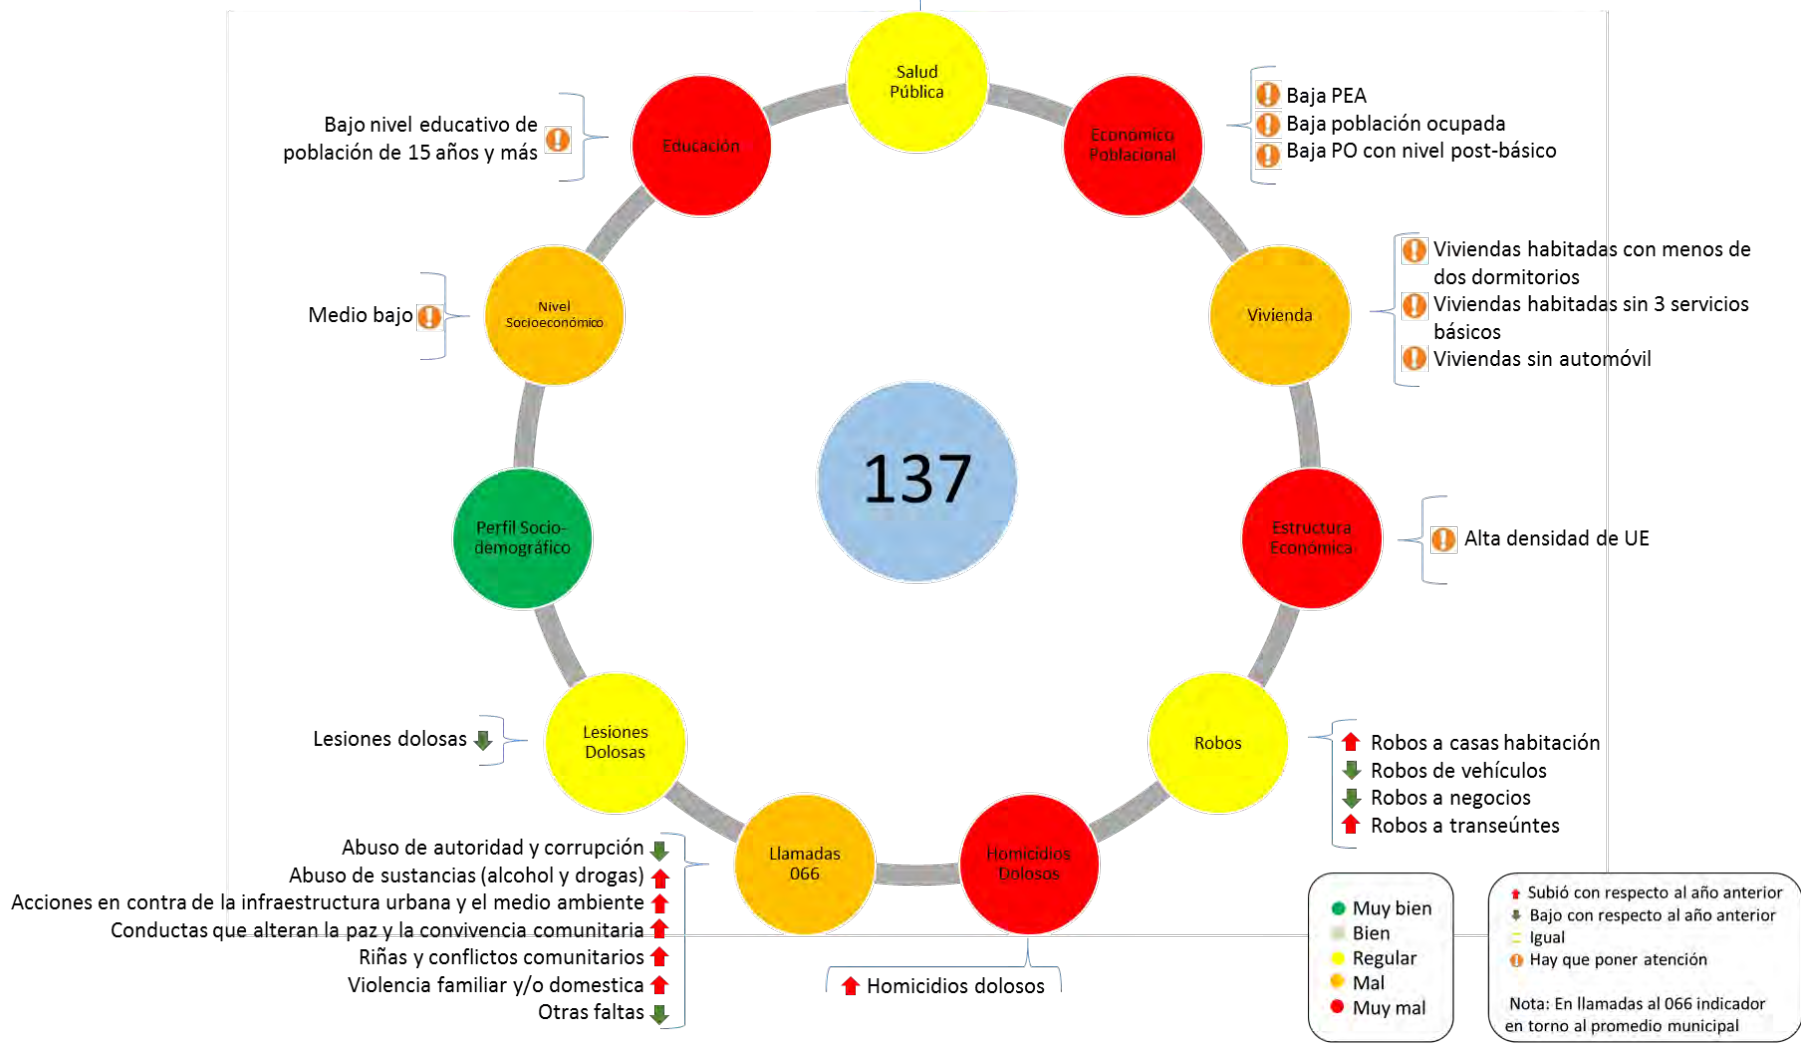 Salud
Pública
Educación
Económico
Poblacional
Bajo nivel educativo de
población de 15 años y más
Baja PEA
Baja población ocupada
Baja PO con nivel post-básico
Nivel
Socioeconómico
Medio bajo
Vivienda
Viviendas habitadas con menos de
dos dormitorios
Viviendas habitadas sin 3 servicios
básicos
Viviendas sin automóvil
137
Perfil Socio-
demográfico
Estructura
Económica
Alta densidad de UE
Lesiones
Dolosas
Lesiones dolosas
Robos
Robos a casas habitación
Robos de vehículos
Robos a negocios
Robos a transeúntes
Llamadas
066
Abuso de autoridad y corrupción
Abuso de sustancias (alcohol y drogas)
Acciones en contra de la infraestructura urbana y el medio ambiente
Conductas que alteran la paz y la convivencia comunitaria
Riñas y conflictos comunitarios
Violencia familiar y/o domestica
Otras faltas
Homicidios
Dolosos
Homicidios dolosos
Muy bien
Bien
Regular
Mal
Muy mal
Subió con respecto al año anterior
Bajo con respecto al año anterior
Igual
Hay que poner atención
Nota: En llamadas al 066 indicador
en torno al promedio municipal